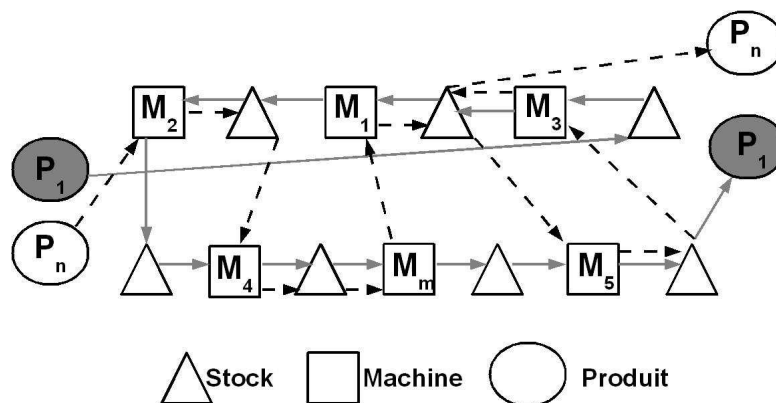 Pn
M2 M1 M3
P1 P1
Pn
M4 Mm M5
Stock Machine Produit